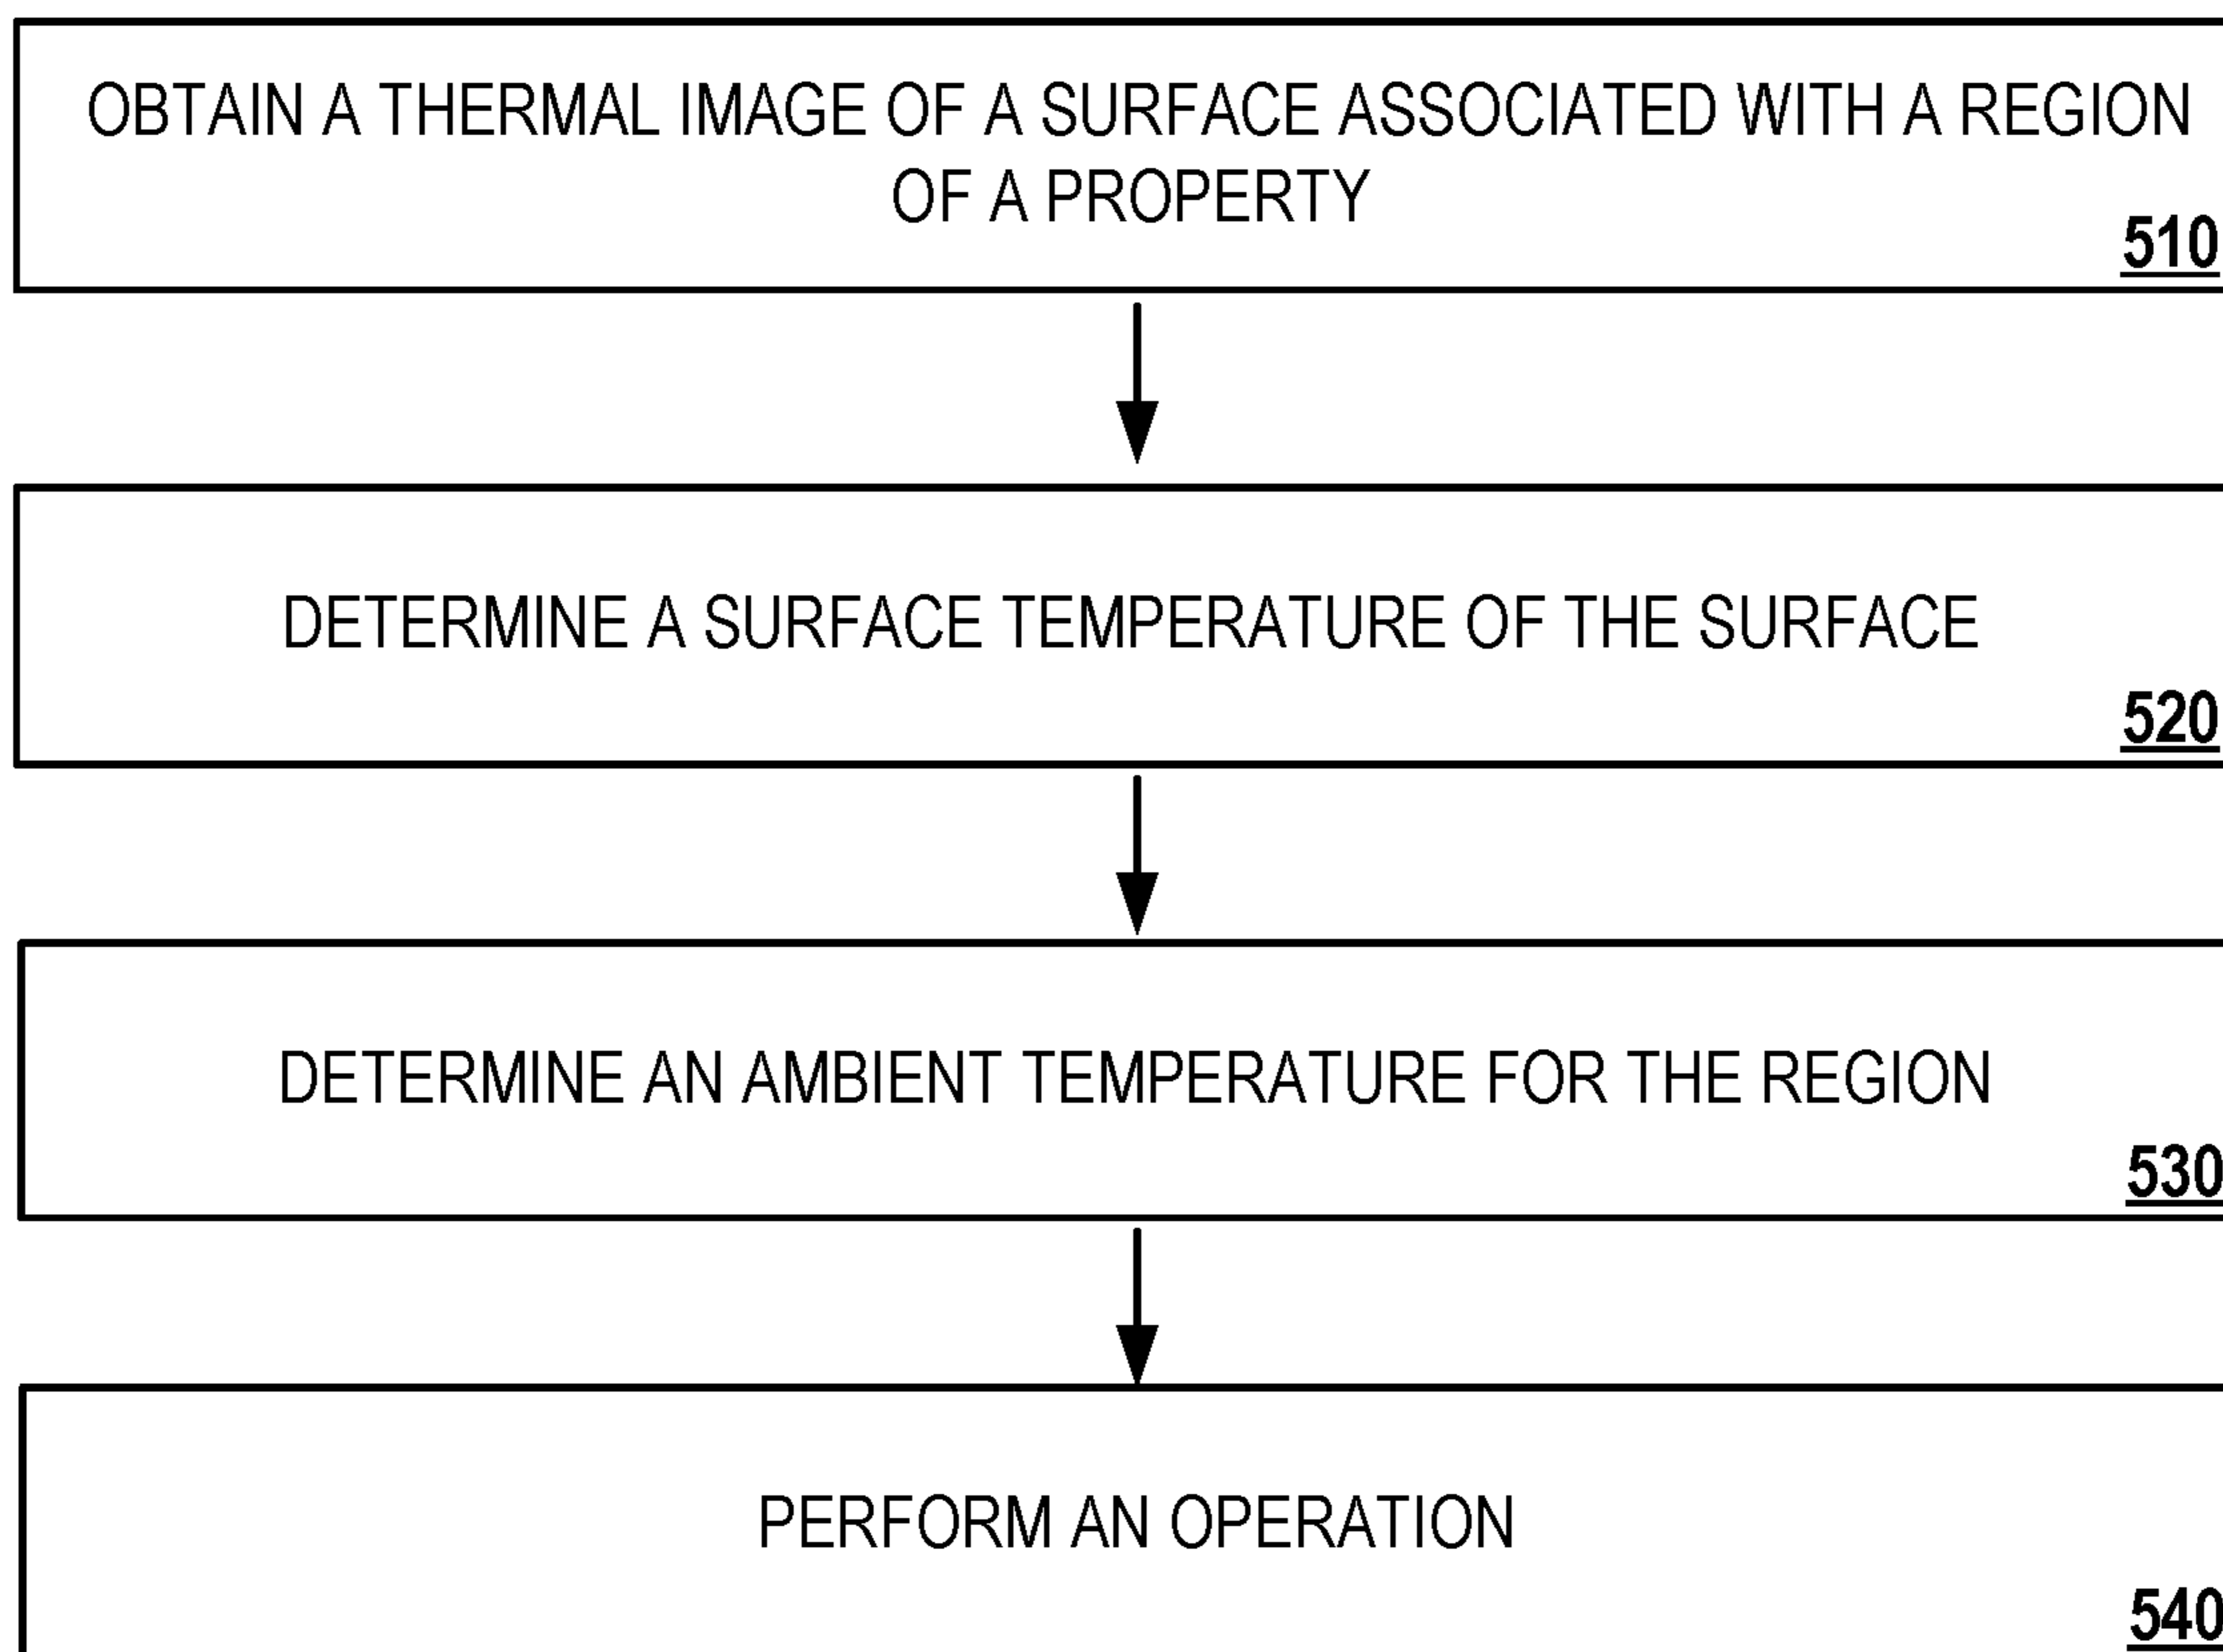 OBTAIN A THERMAL IMAGE OF A SURFACE ASSOCIATED WITH A REGION
OF A PROPERTY
510
DETERMINE A SURFACE TEMPERATURE OF THE SURFACE
520
DETERMINE AN AMBIENT TEMPERATURE FOR THE REGION
530
PERFORM AN OPERATION
540